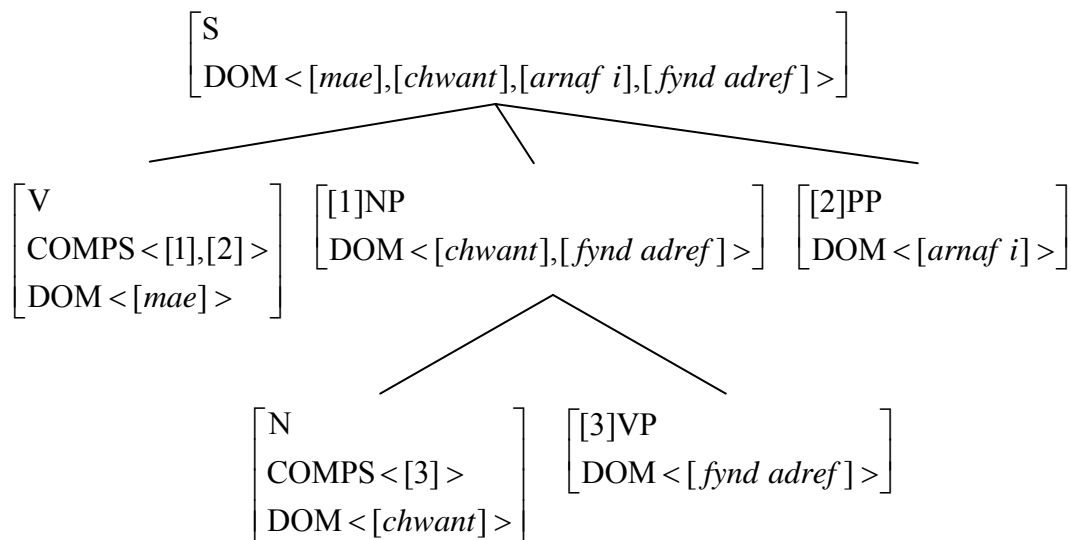 S
DOM < [mae],[chwant],[arnaf i],[fynd adref] >
V
COMPS < [1],[2] >
DOM < [mae] >
[1]NP
DOM < [chwant],[fynd adref] >
[2]PP
DOM < [arnaf i] >
N
COMPS < [3] >
DOM < [chwant] >
[3]VP
DOM < [fynd adref] >